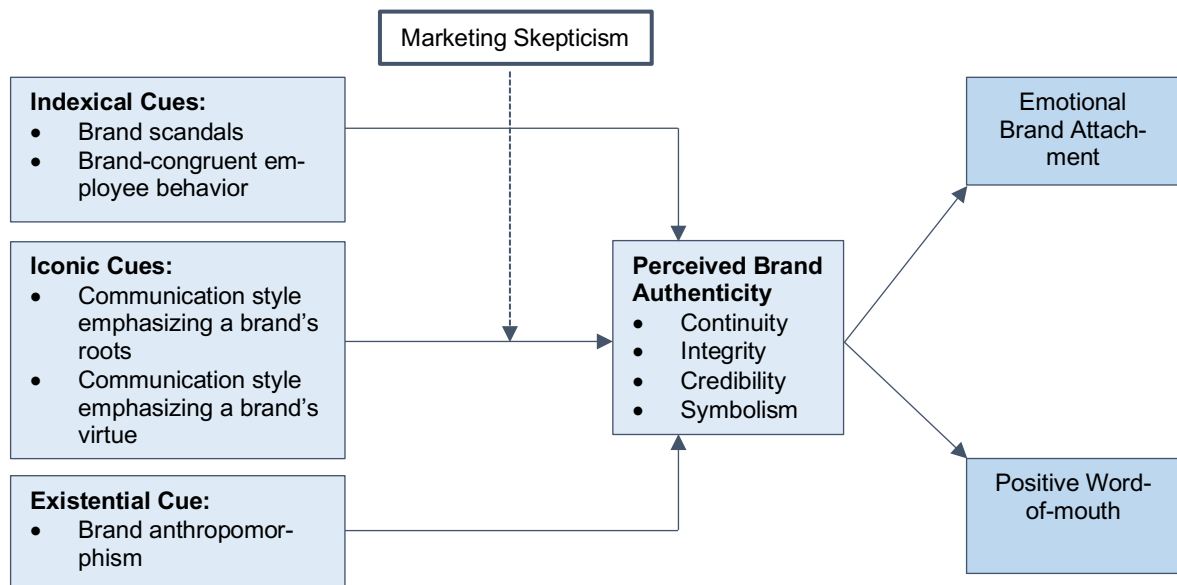 Marketing Skepticism
Indexical Cues:
• Brand scandals
• Brand-congruent em-
ployee behavior
Iconic Cues:
• Communication style
emphasizing a brand’s
roots
• Communication style
emphasizing a brand’s
virtue
Existential Cue:
• Brand anthropomor-
phism
Perceived Brand
Authenticity
• Continuity
• Integrity
• Credibility
• Symbolism
Emotional
Brand Attach-
ment
Positive Word-
of-mouth